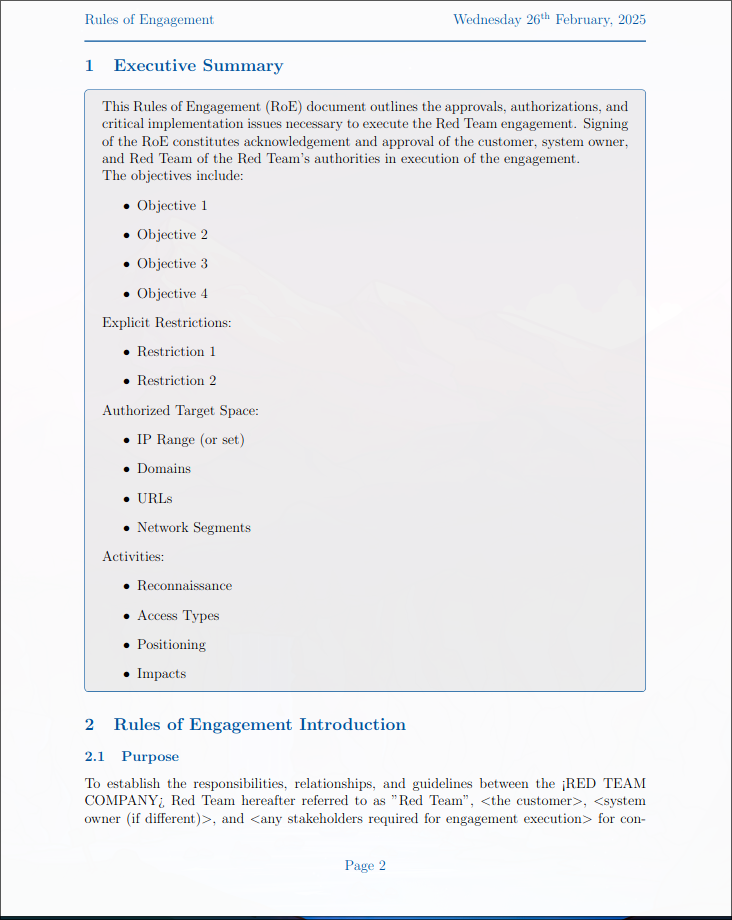 Rules of Engagement
Wednesday 26th February, 2025
1 Executive Summary
This Rules of Engagement (RoE) document outlines the approvals, authorizations, and
critical implementation issues necessary to execute the Red Team engagement. Signing
of the RoE constitutes acknowledgement and approval of the customer, system owner,
and Red Team of the Red Team's authorities in execution of the engagement.
The objectives include:
• Objective 1
• Objective 2
• Objective 3
• Objective 4
Explicit Restrictions:
• Restriction 1
• Restriction 2
Authorized Target Space:
• IP Range (or set)
• Domains
• URLs
• Network Segments
Activities:
• Reconnaissance
• Access Types
• Positioning
• Impacts
2 Rules of Engagement Introduction
2.1 Purpose
To establish the responsibilities, relationships, and guidelines between the ¡RED TEAM
COMPANY¿ Red Team hereafter referred to as ”Red Team”, <the customer>, <system
owner (if different)>, and <any stakeholders required for engagement execution> for con-
Page 2